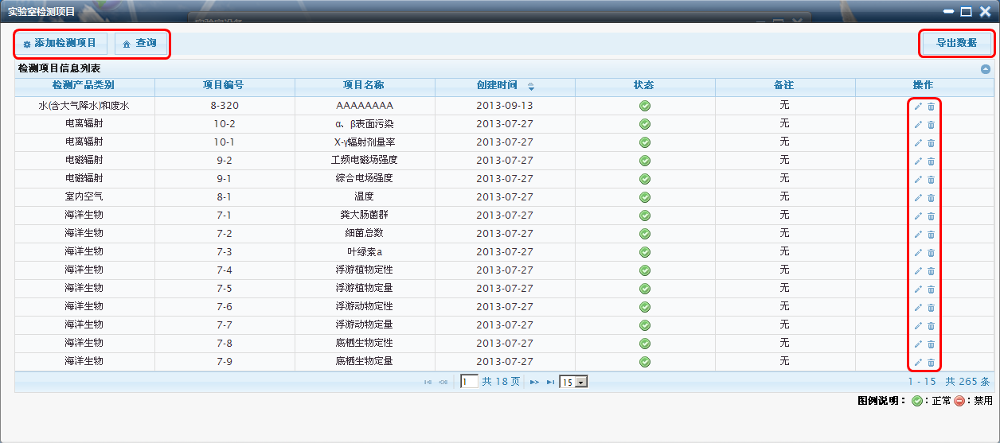 实验室检测项目
实验室设备
添加检测项目 查询 导出数据
检测项目信息列表
检测产品类别 项目编号 项目名称 创建时间 状态 备注 操作
水(含大气降水)和废水 8-320 AAAAAAAA 2013-09-13 无
电离辐射 10-2 α、β表面污染 2013-07-27 无
电离辐射 10-1 X-γ辐射剂量率 2013-07-27 无
电磁辐射 9-2 工频电磁场强度 2013-07-27 无
电磁辐射 9-1 综合电场强度 2013-07-27 无
室内空气 8-1 温度 2013-07-27 无
海洋生物 7-1 粪大肠菌群 2013-07-27 无
海洋生物 7-2 细菌总数 2013-07-27 无
海洋生物 7-3 叶绿素a 2013-07-27 无
海洋生物 7-4 浮游植物定性 2013-07-27 无
海洋生物 7-5 浮游植物定量 2013-07-27 无
海洋生物 7-6 浮游动物定性 2013-07-27 无
海洋生物 7-7 浮游动物定量 2013-07-27 无
海洋生物 7-8 底栖生物定性 2013-07-27 无
海洋生物 7-9 底栖生物定量 2013-07-27 无
1 共 18 页 15 1 - 15 共 265 条
图例说明：：正常：禁用